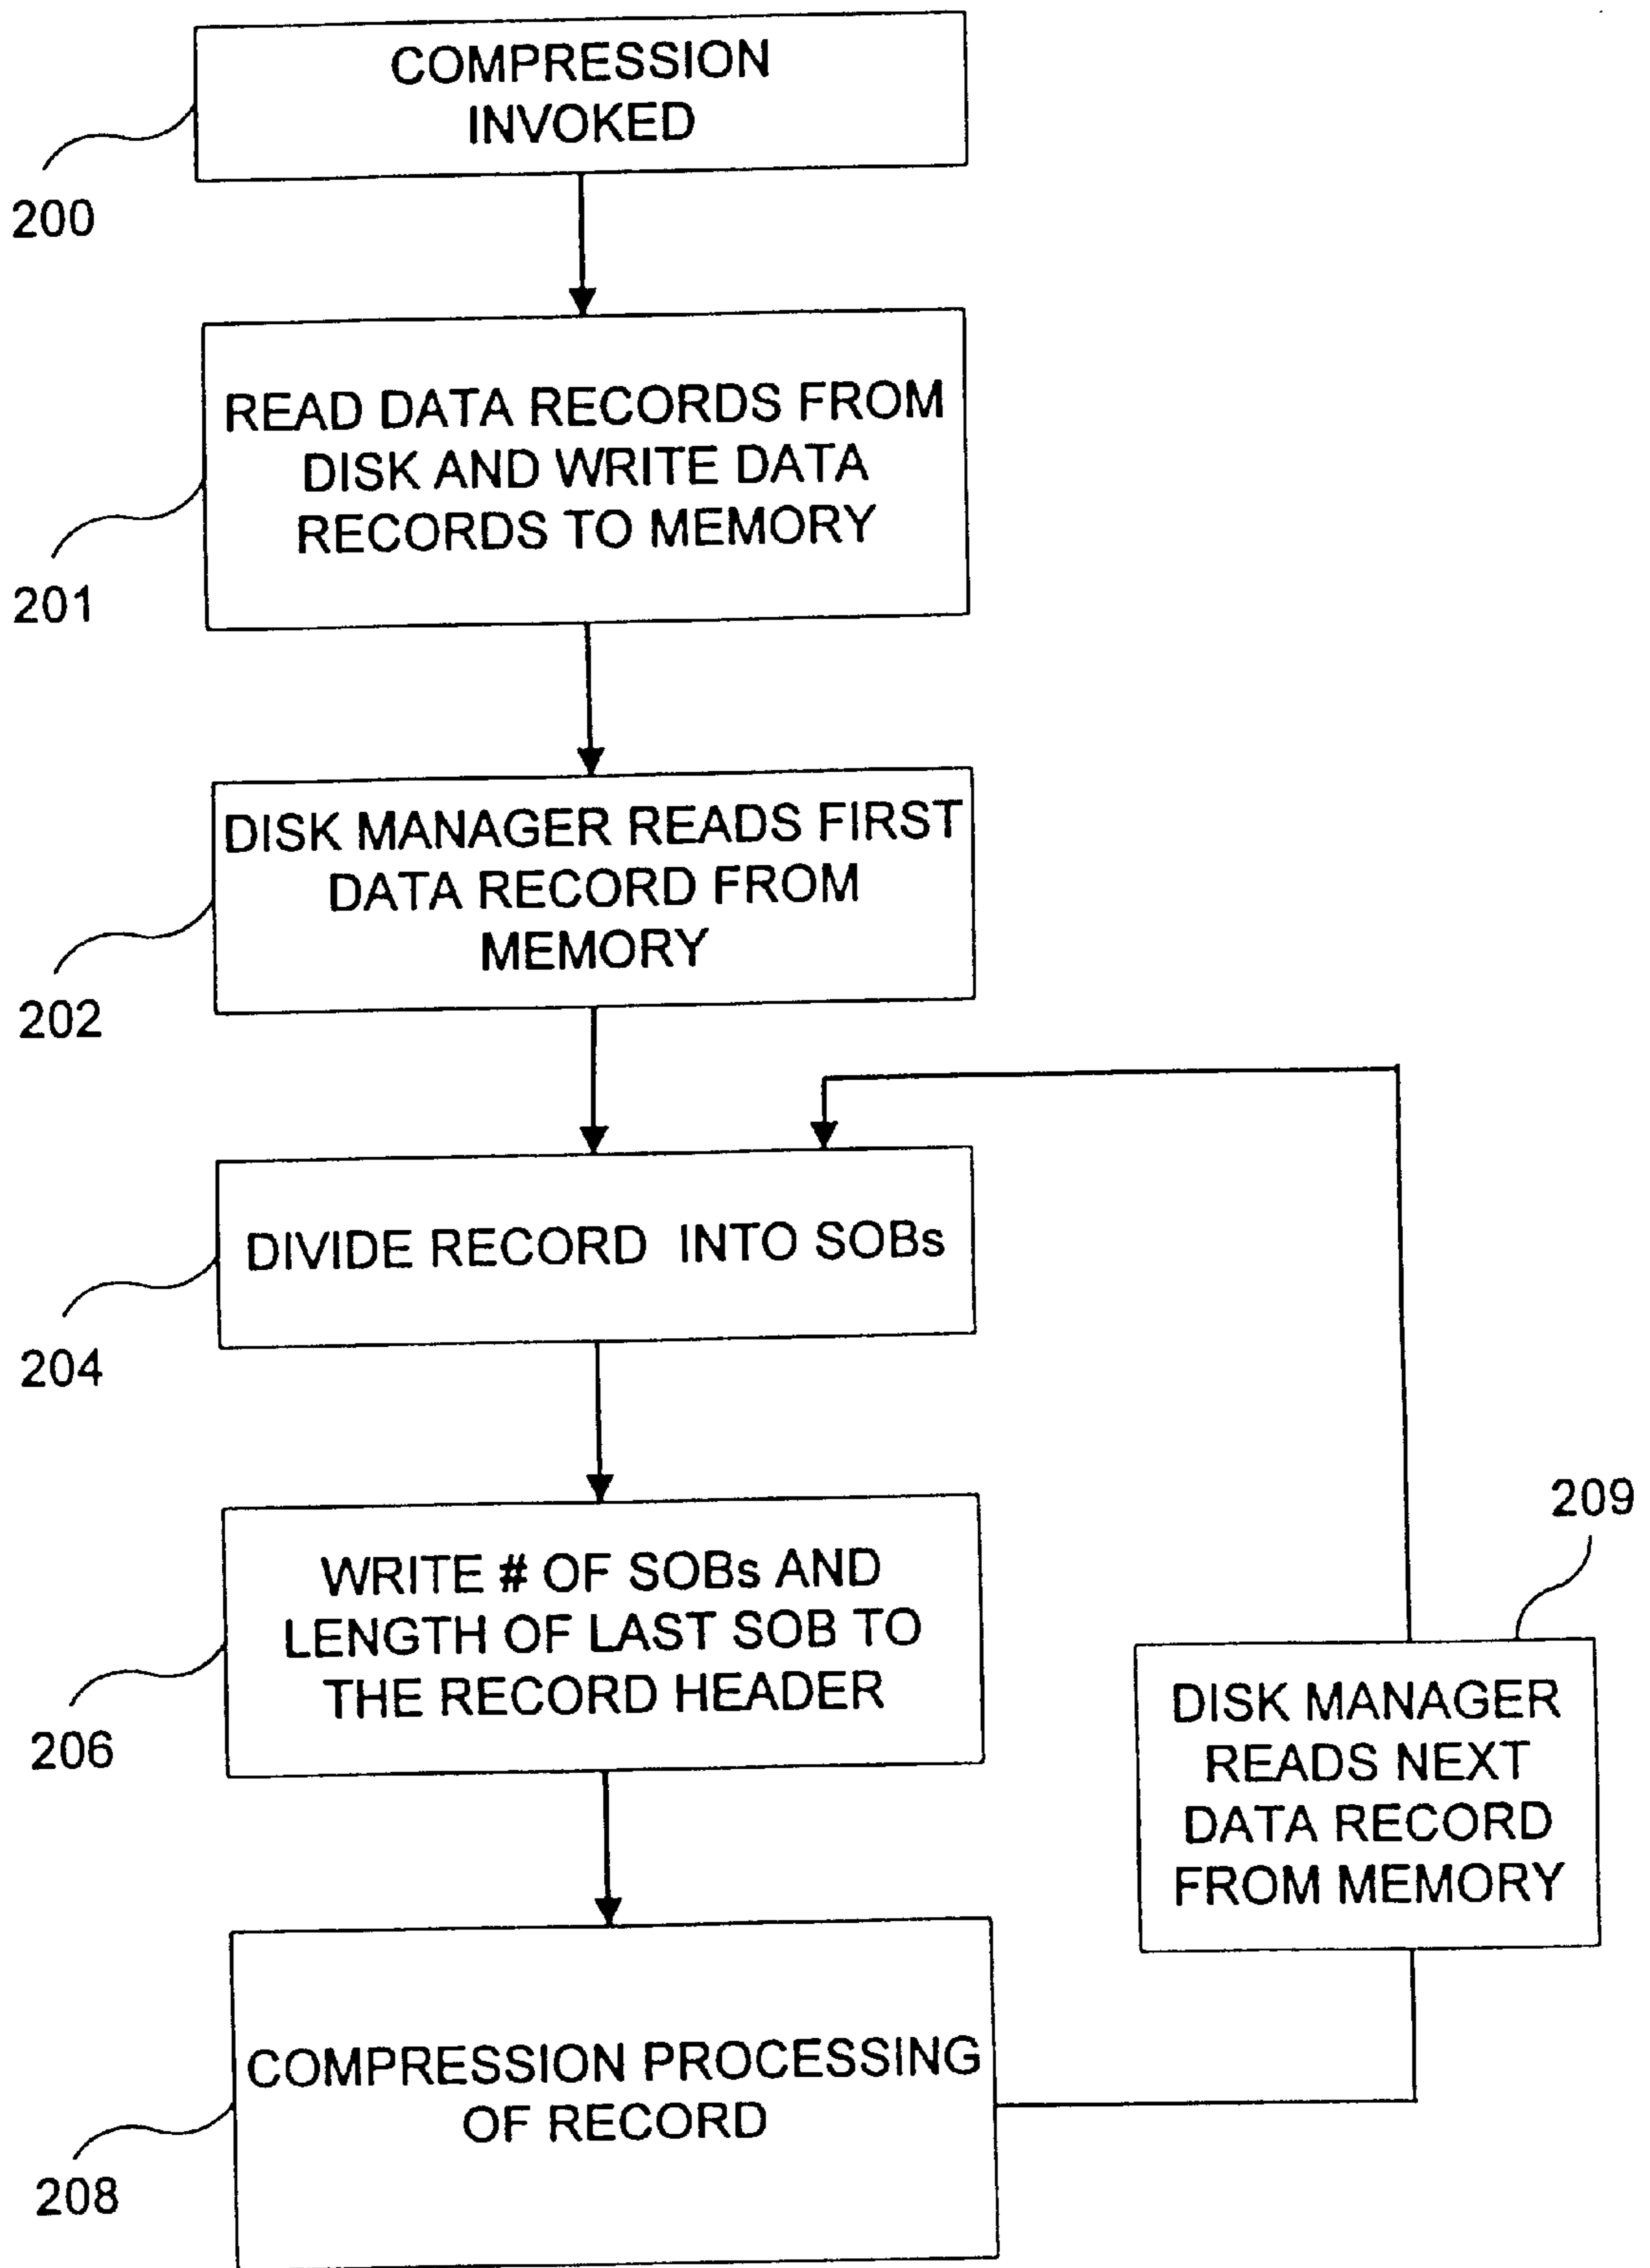 COMPRESSION
INVOKED
200
READ DATA RECORDS FROM
DISK AND WRITE DATA
RECORDS TO MEMORY
201
DISK MANAGER READS FIRST
DATA RECORD FROM
MEMORY
202
DIVIDE RECORD INTO SOBs
204
WRITE # OF SOBs AND
LENGTH OF LAST SOB TO
THE RECORD HEADER
206
209
DISK MANAGER
READS NEXT
DATA RECORD
FROM MEMORY
COMPRESSION PROCESSING
OF RECORD
208